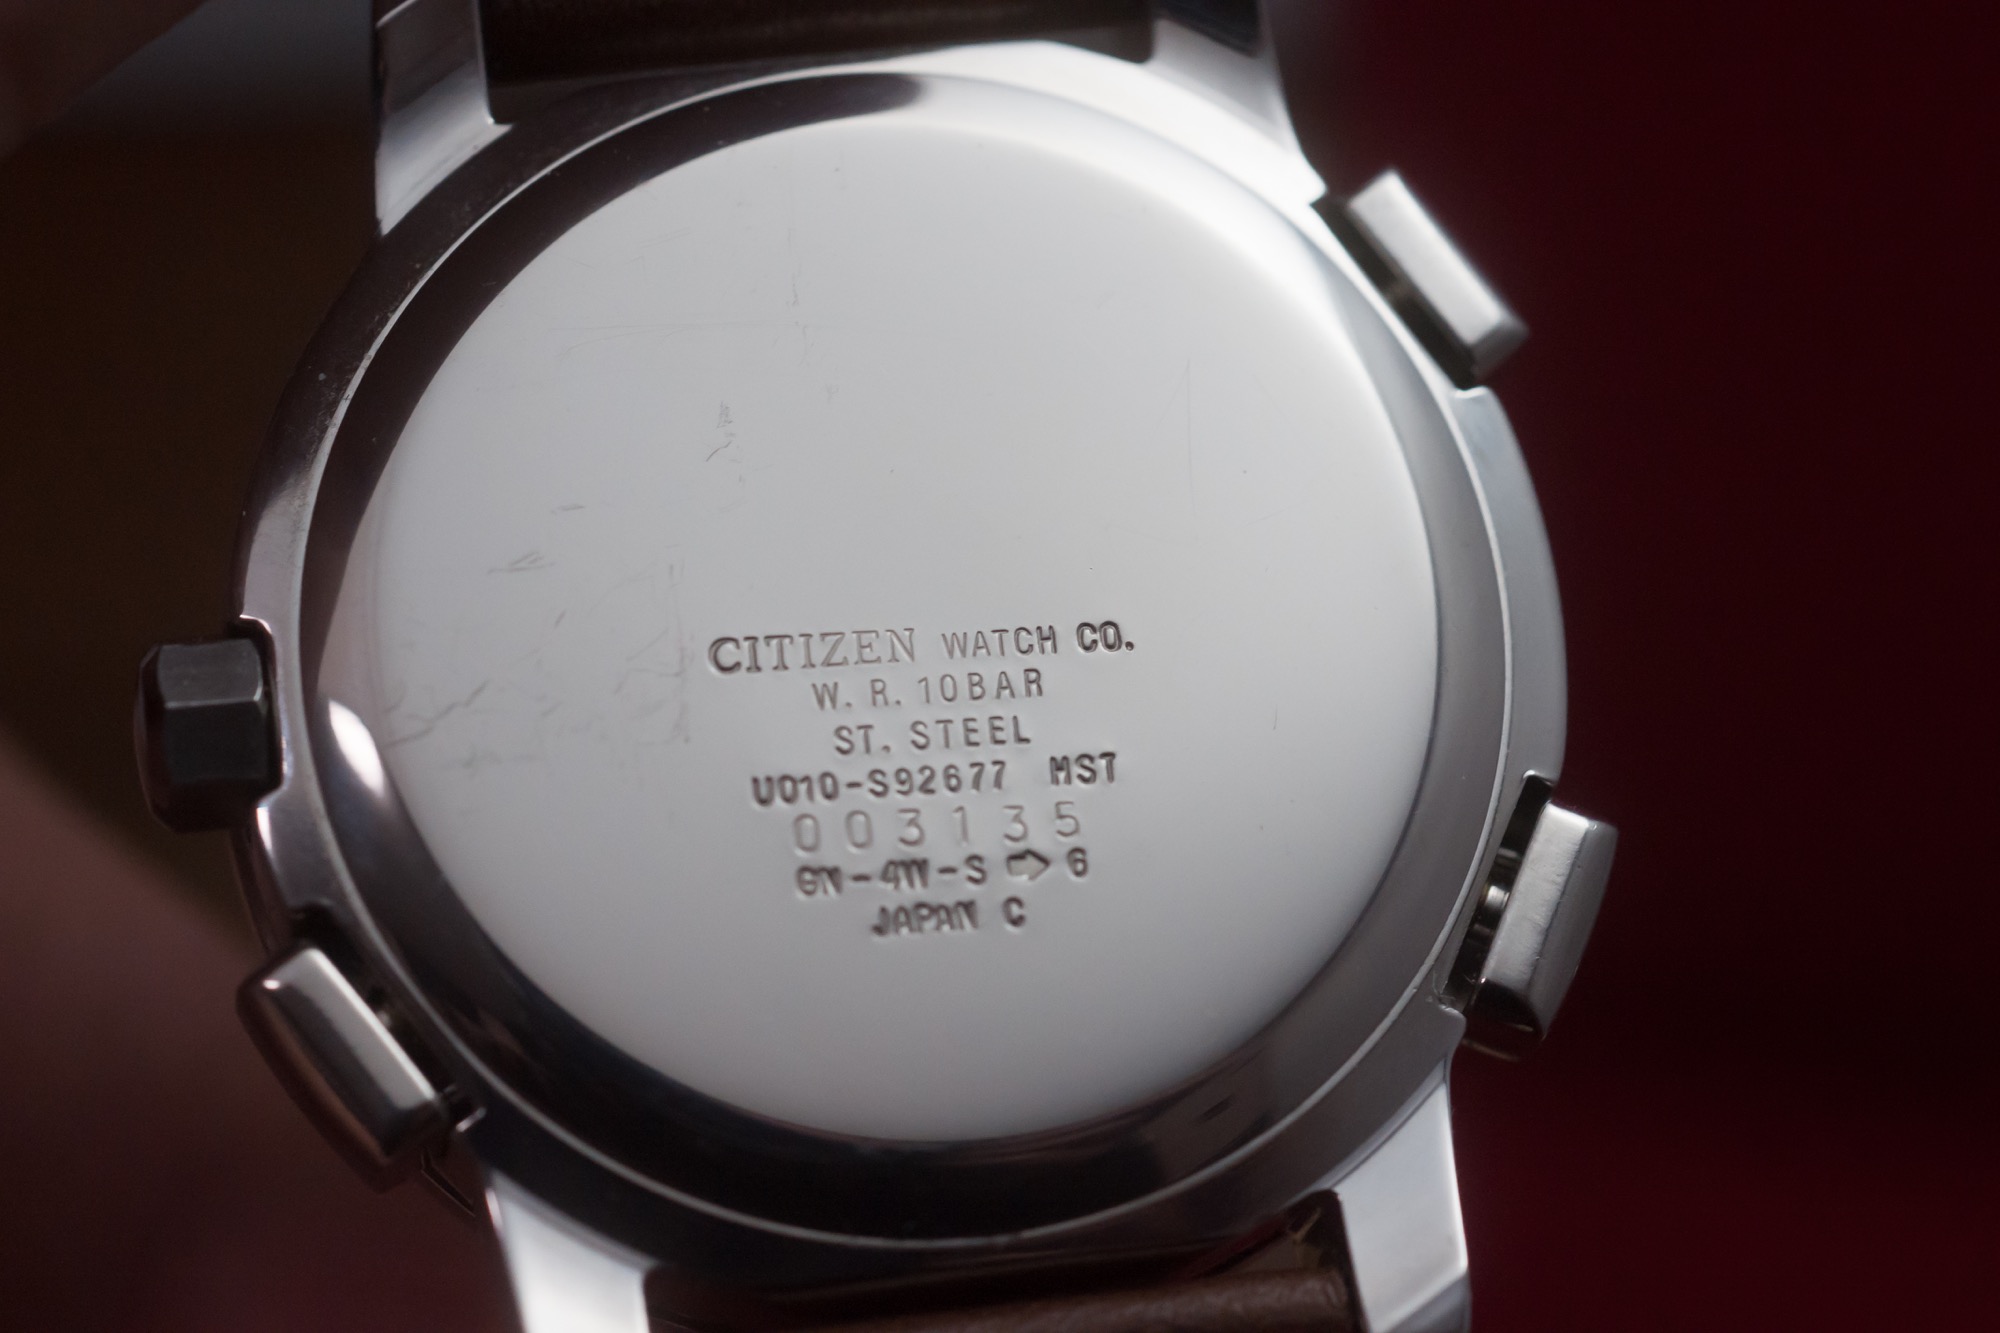 CITIZEN WATCH CO.
W. R. 10BAR
ST. STEEL
U010-S92677 MST
003135
GN-4W-S ⇨ 6
JAPAN C